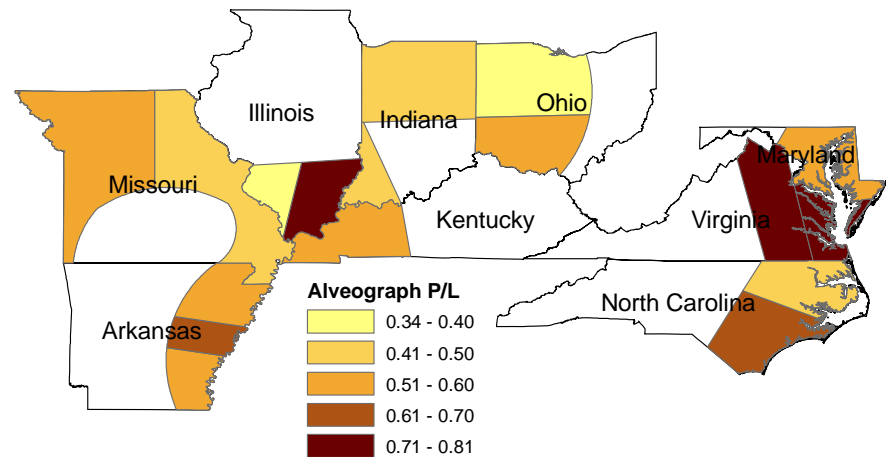 Illinois
Indiana
Ohio
Missouri
Maryland
Kentucky
Virginia
Arkansas
North Carolina
Alveograph P/L
0.34 - 0.40
0.41 - 0.50
0.51 - 0.60
0.61 - 0.70
0.71 - 0.81